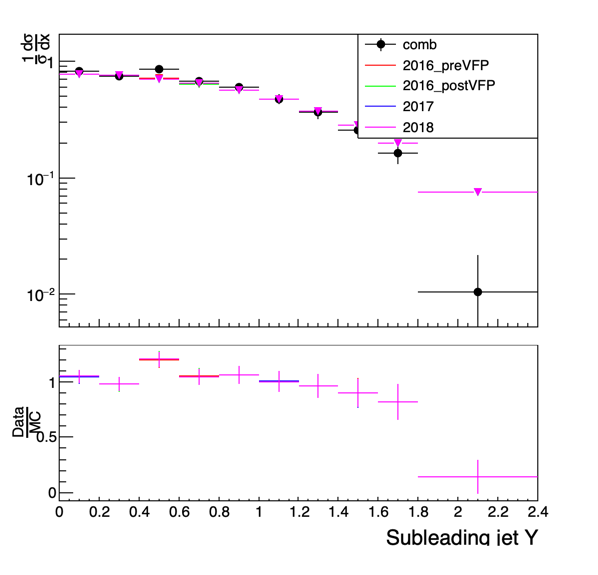 1 dσ
σ dx
comb
2016_preVFP
2016_postVFP
2017
2018
1
10⁻¹
10⁻²
Data
MC
1
0.5
0
0 0.2 0.4 0.6 0.8 1 1.2 1.4 1.6 1.8 2 2.2 2.4
Subleading jet Y